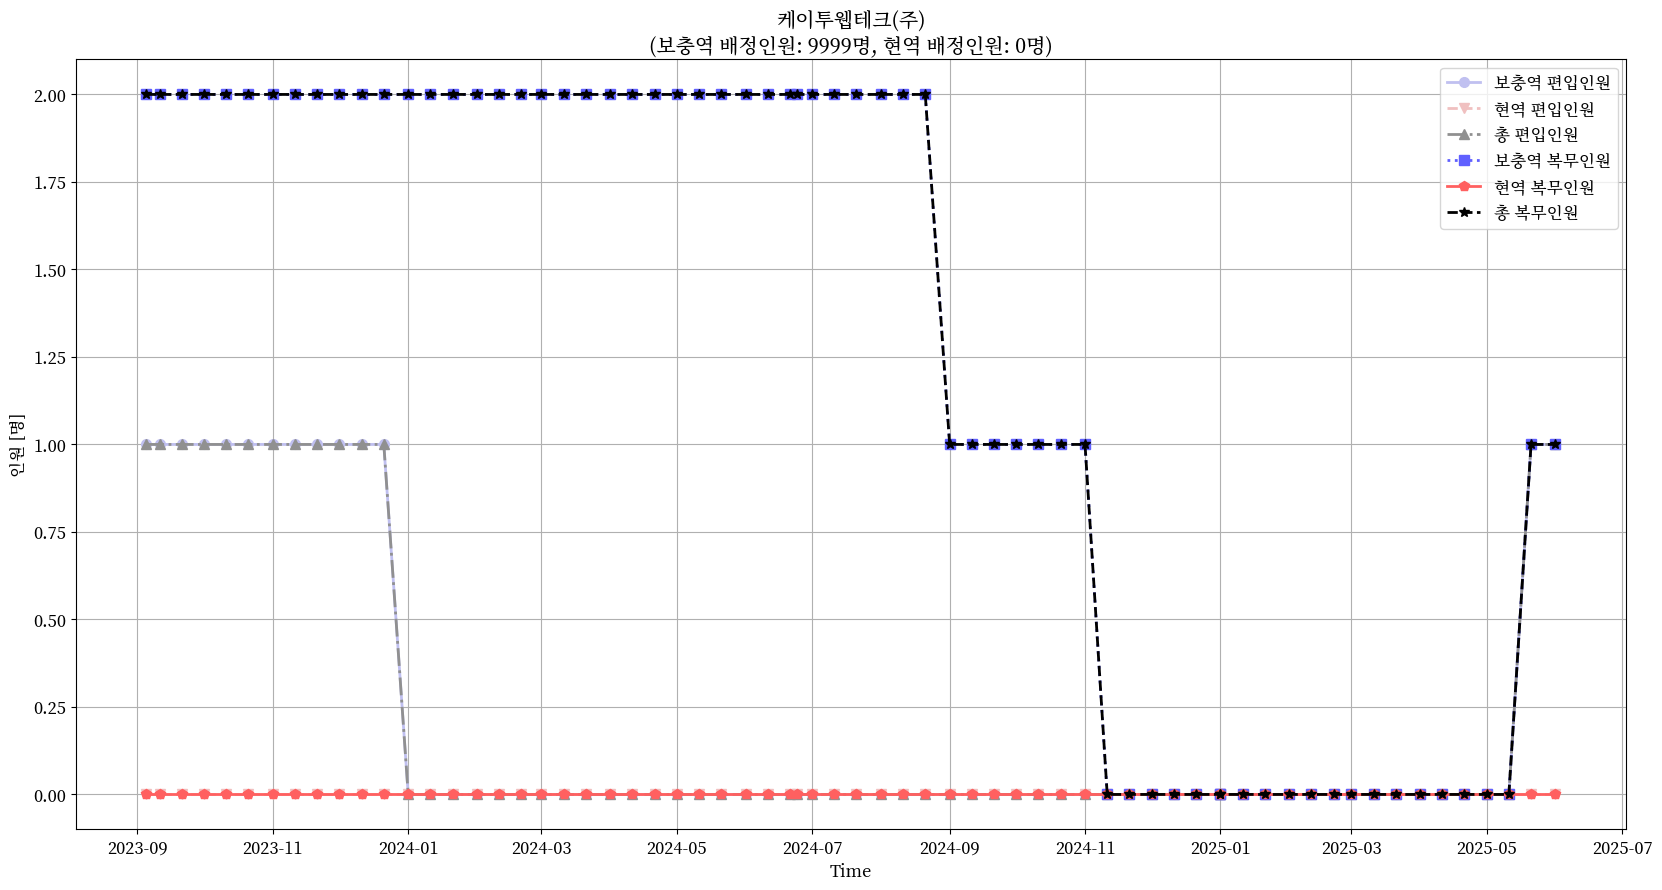 케이투웹테크(주)
(보충역 배정인원: 9999명, 현역 배정인원: 0명)
보충역 편입인원
현역 편입인원
총 편입인원
보충역 복무인원
현역 복무인원
총 복무인원
인원 [명]
2.00
1.75
1.50
1.25
1.00
0.75
0.50
0.25
0.00
2023-09 2023-11 2024-01 2024-03 2024-05 2024-07 2024-09 2024-11 2025-01 2025-03 2025-05 2025-07
Time